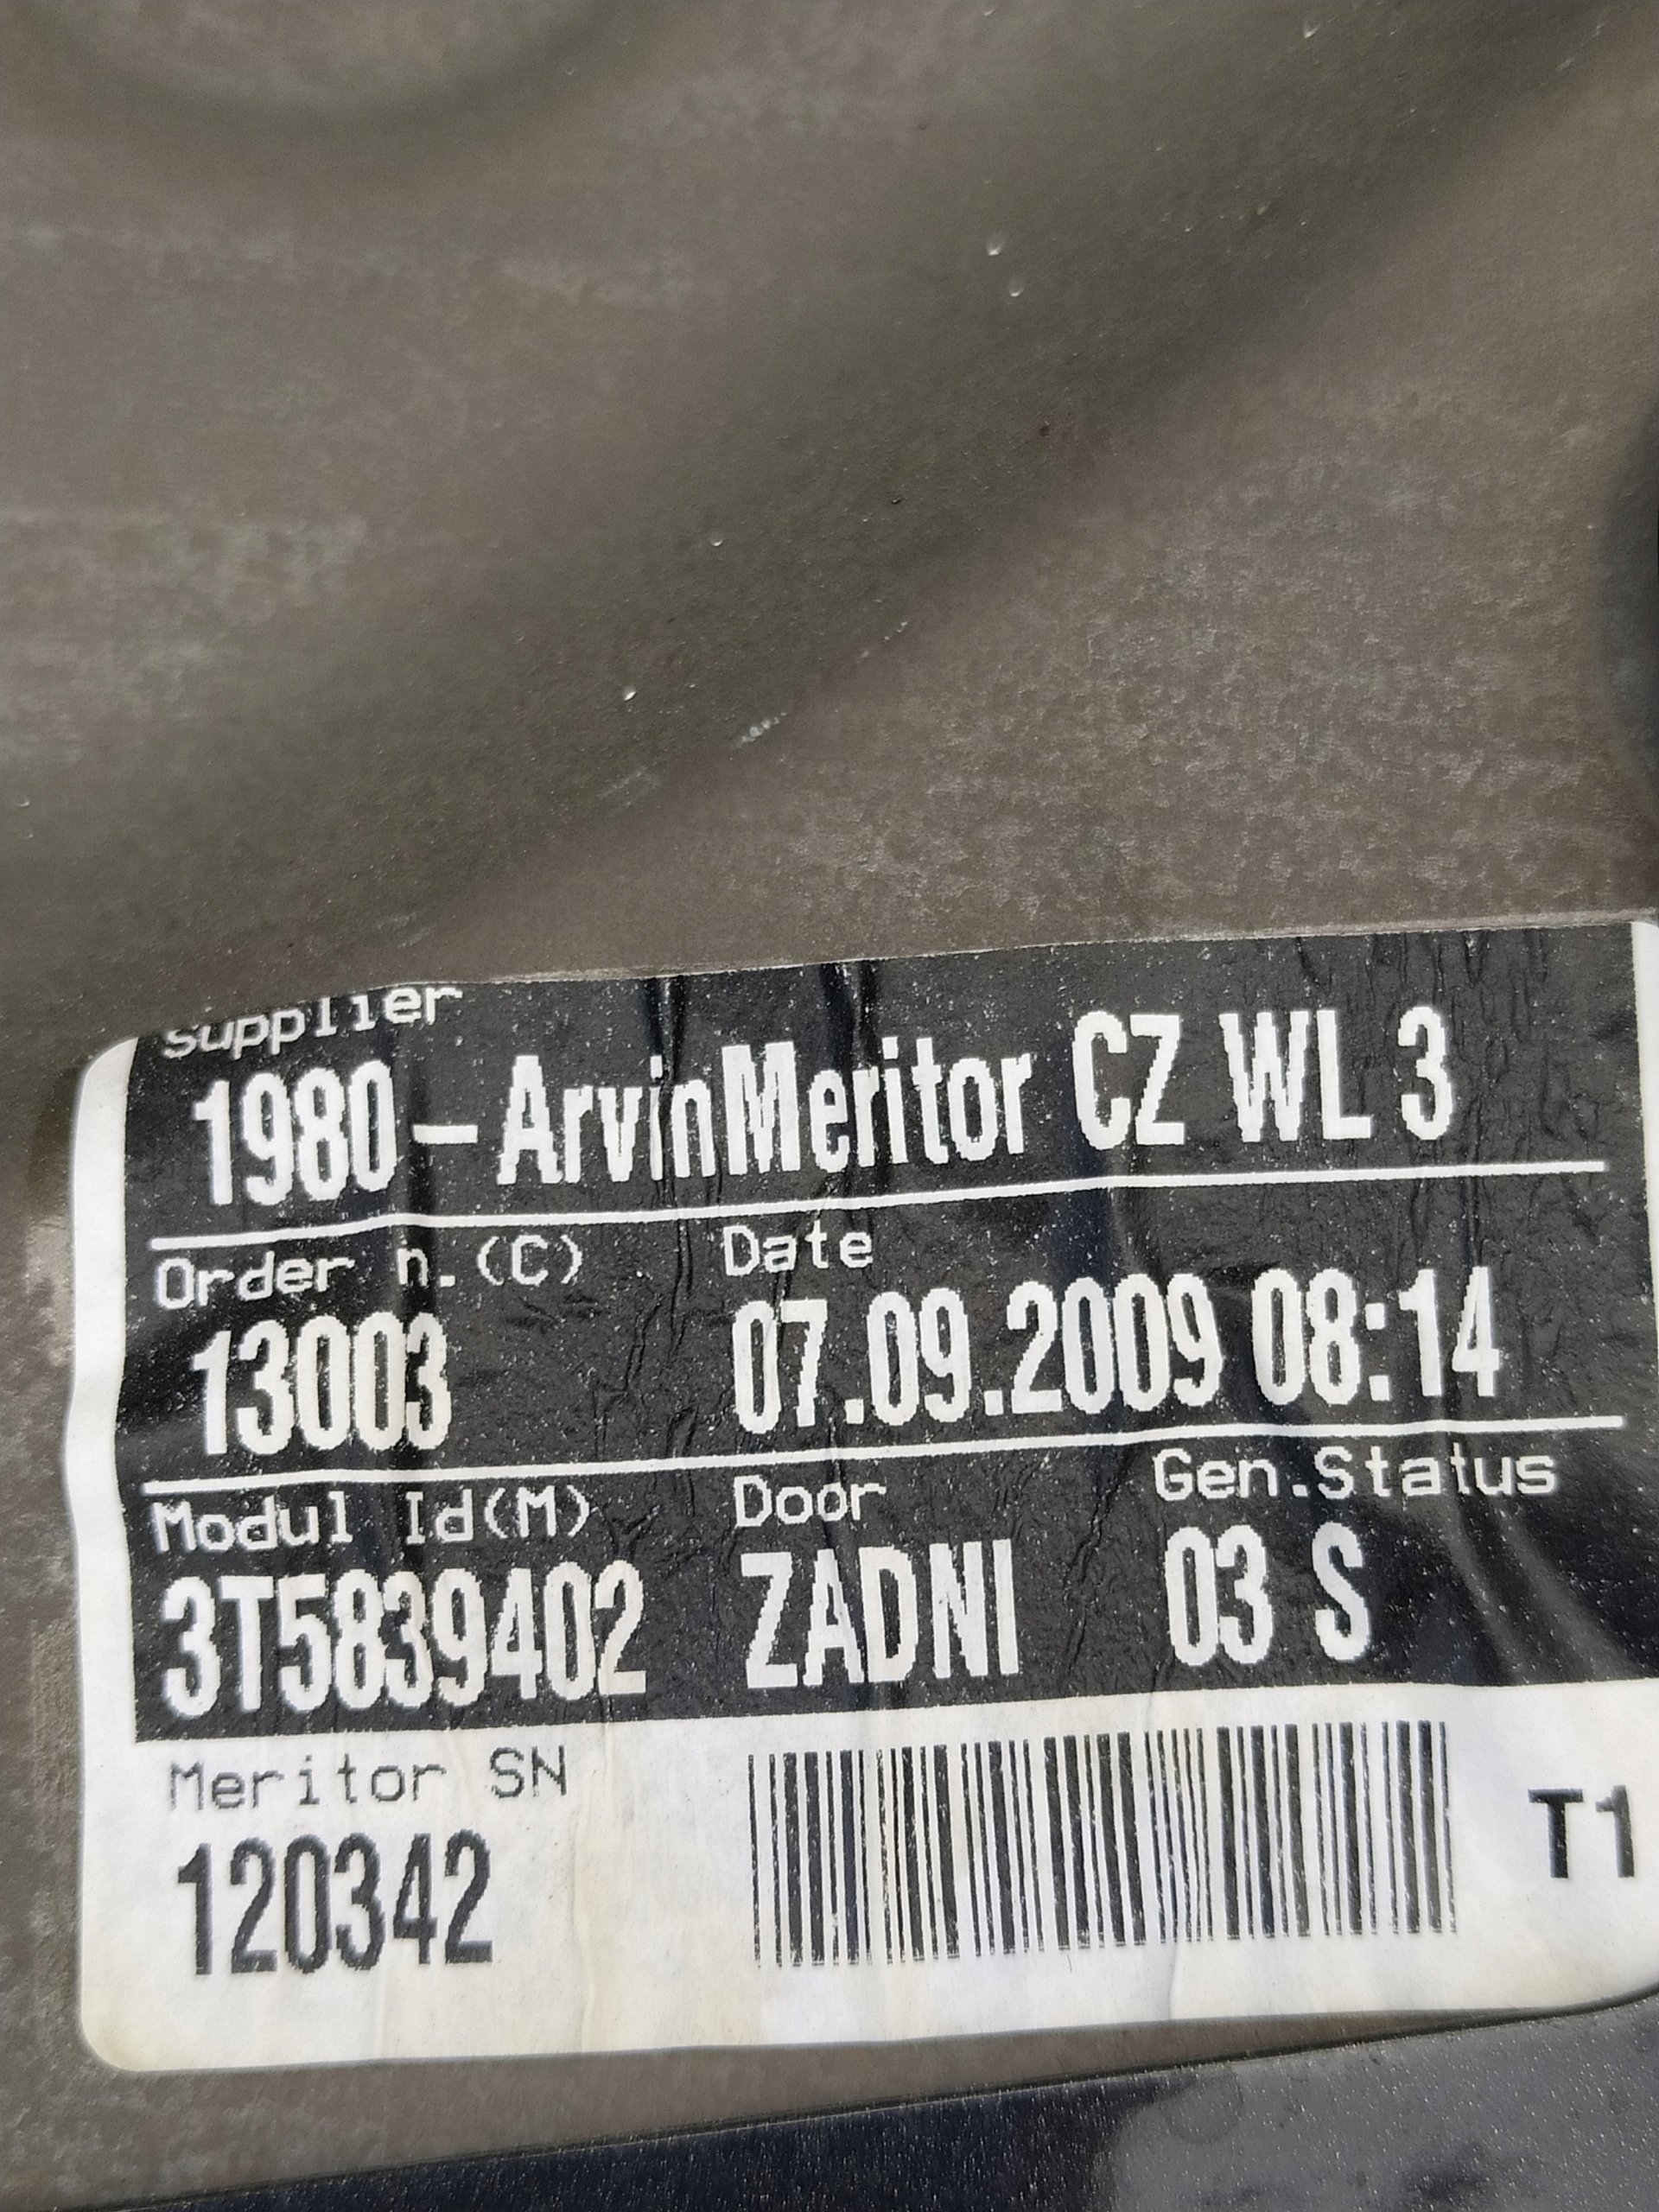 Supplier
1980 - ArvinMeritor CZ WL 3
Order n.(C) Date
13003 07.09.2009 08:14
Modul Id(M) Door Gen.Status
3T5839402 ZADNI 03 S
Meritor SN
120342 T1